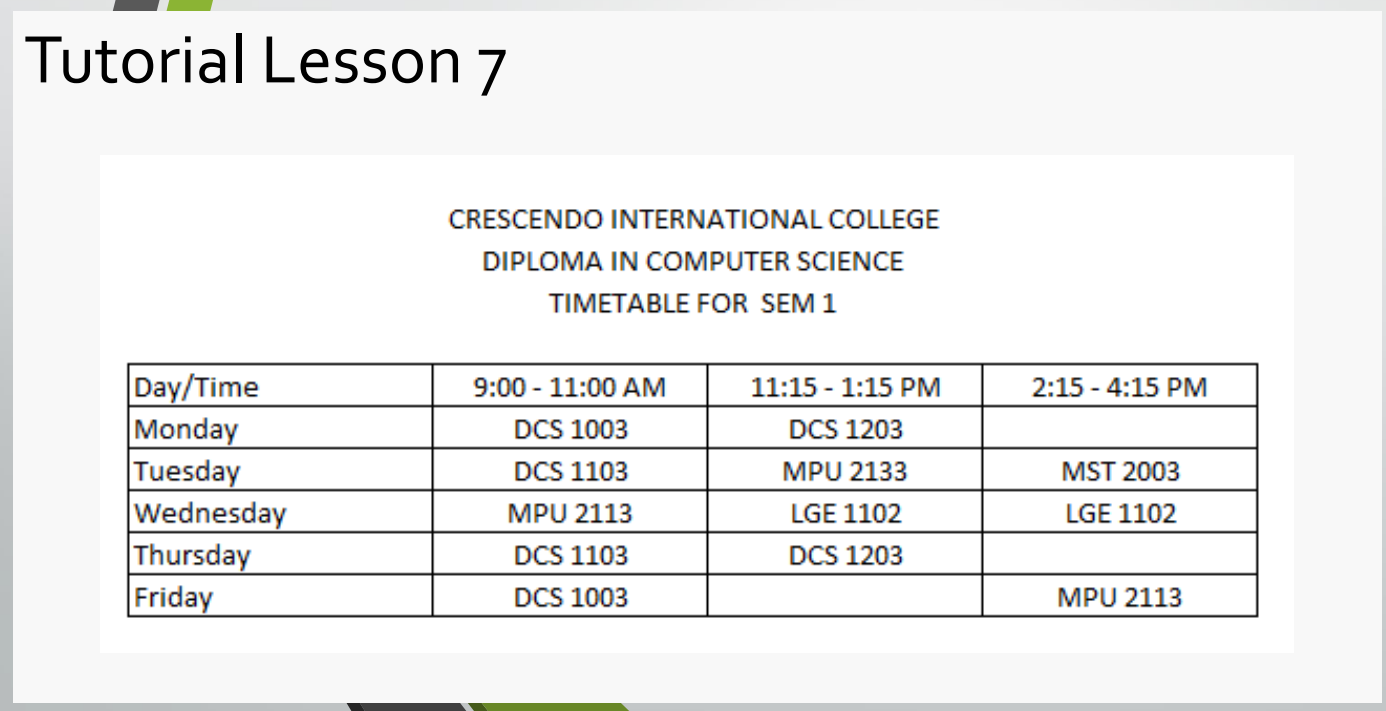 Tutorial Lesson 7
CRESCENDO INTERNATIONAL COLLEGE
DIPLOMA IN COMPUTER SCIENCE
TIMETABLE FOR  SEM 1
Day/Time 9:00 - 11:00 AM 11:15 - 1:15 PM 2:15 - 4:15 PM
Monday DCS 1003 DCS 1203
Tuesday DCS 1103 MPU 2133 MST 2003
Wednesday MPU 2113 LGE 1102 LGE 1102
Thursday DCS 1103 DCS 1203
Friday DCS 1003 MPU 2113